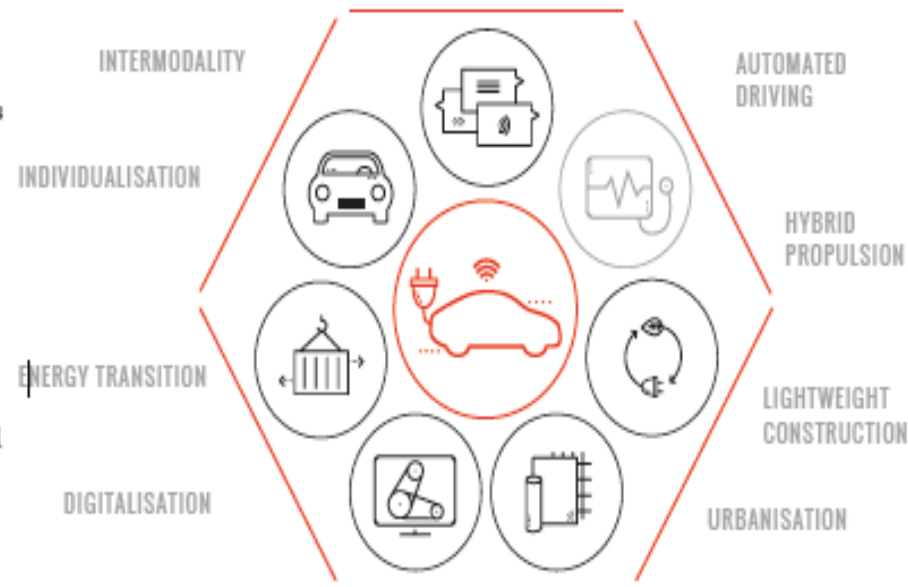 INTERMODALITY
AUTOMATED
DRIVING
INDIVIDUALISATION
HYBRID
PROPULSION
ENERGY TRANSITION
LIGHTWEIGHT
CONSTRUCTION
DIGITALISATION
URBANISATION